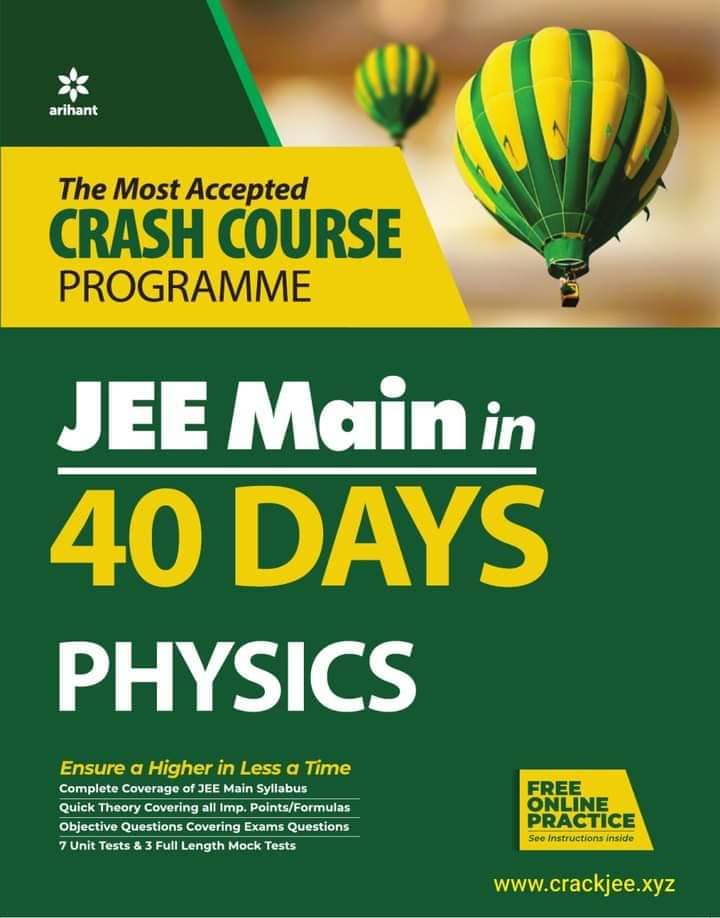 arihant
The Most Accepted
CRASH COURSE
PROGRAMME
JEE Main in
40 DAYS
PHYSICS
Ensure a Higher in Less a Time
Complete Coverage of JEE Main Syllabus
Quick Theory Covering all Imp. Points/Formulas
Objective Questions Covering Exams Questions
7 Unit Tests & 3 Full Length Mock Tests
FREE
ONLINE
PRACTICE
See Instructions inside
www.crackjee.xyz